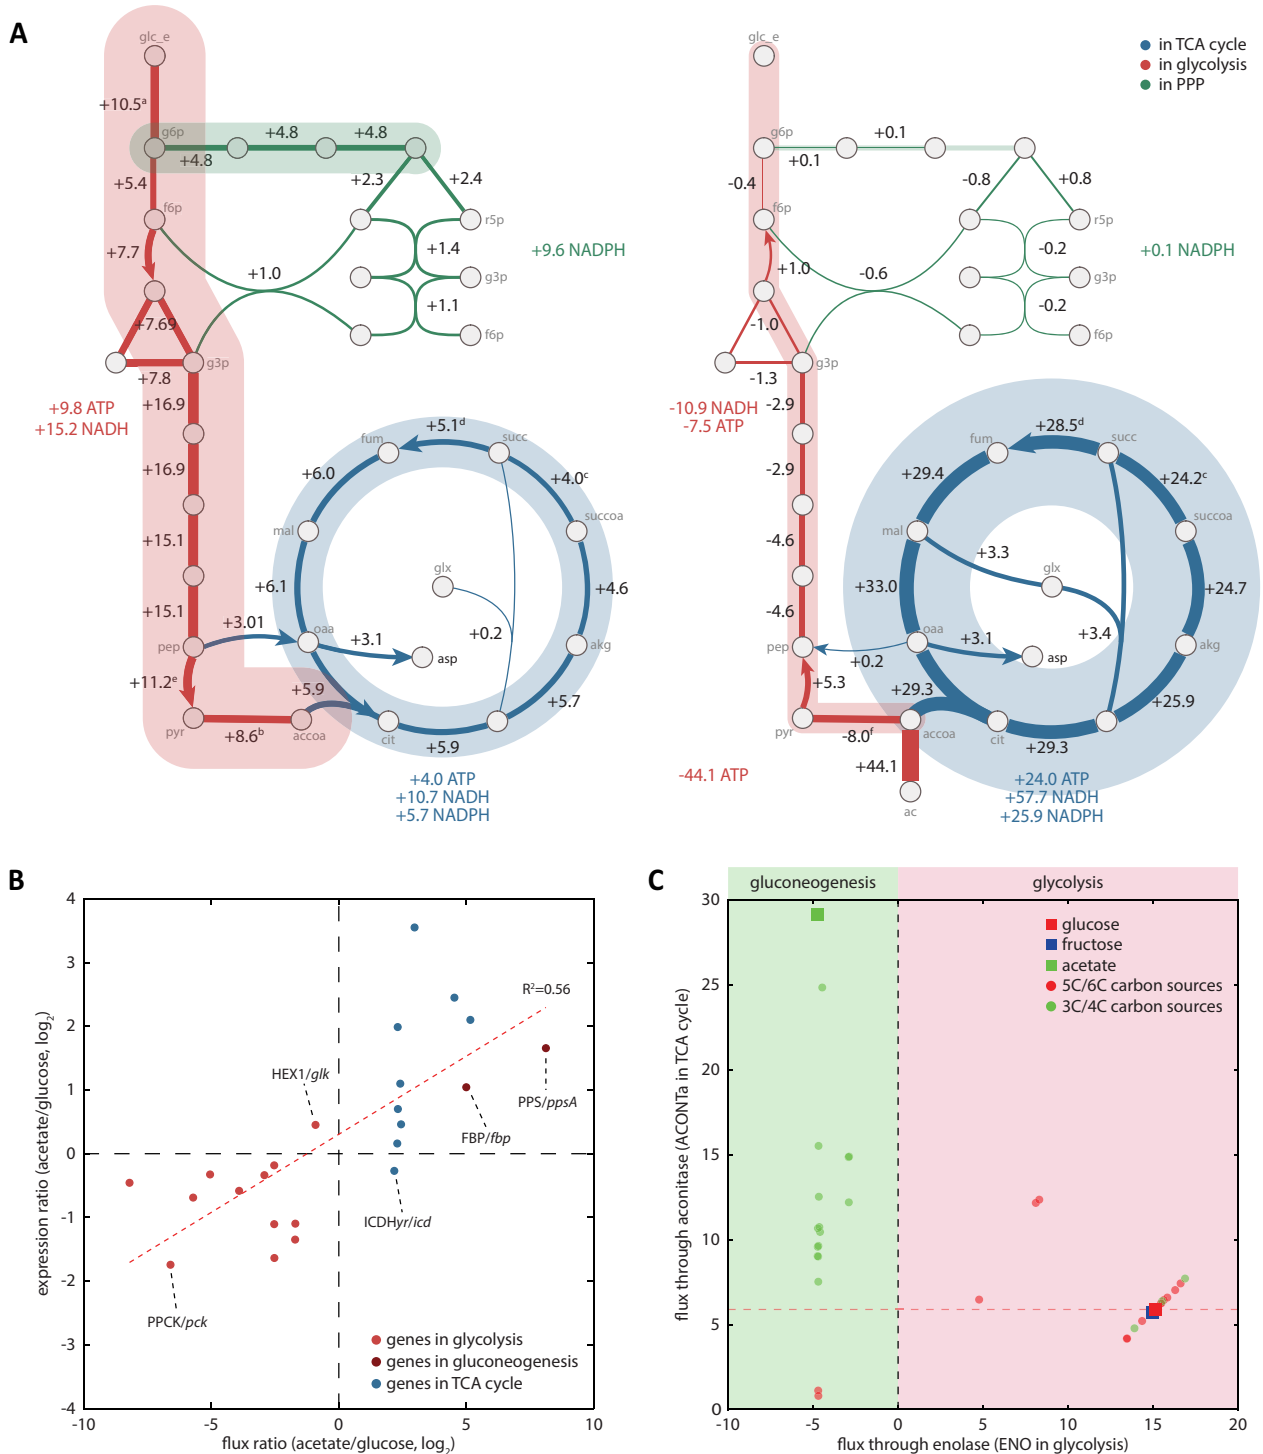 A
glc_e
+10.5ᵃ
g6p
+4.8
+4.8
+4.8
+5.4
+2.3
+2.4
f6p
r5p
+7.7
+1.4
+9.6 NADPH
+1.0
g3p
+7.69
+1.1
f6p
g3p
+7.8
+9.8 ATP
+15.2 NADH
+16.9
+16.9
+15.1
+15.1
+5.1ᵈ
fum
succ
+6.0
+4.0ᶜ
mal
succoa
glx
+6.1
+4.6
+3.01
oaa
+3.1
+0.2
pep
asp
akg
+11.2ᵉ
+5.9
+5.7
pyr
+8.6ᵇ
accoa
cit
+5.9
+4.0 ATP
+10.7 NADH
+5.7 NADPH
in TCA cycle
in glycolysis
in PPP
glc_e
g6p
+0.1
+0.1
-0.4
-0.8
+0.8
f6p
r5p
-0.2
+0.1 NADPH
+1.0
-0.6
g3p
-1.0
-0.2
f6p
g3p
-1.3
-10.9 NADH
-7.5 ATP
-2.9
-2.9
-4.6
-4.6
+28.5ᵈ
fum
succ
+29.4
+24.2ᶜ
mal
succoa
+3.3
glx
+33.0
+24.7
oaa
+3.1
+3.4
pep
+0.2
asp
akg
+5.3
+29.3
+25.9
pyr
-8.0ᶠ
accoa
cit
+29.3
-44.1 ATP
+44.1
ac
+24.0 ATP
+57.7 NADH
+25.9 NADPH
B
expression ratio (acetate/glucose, log₂)
4
3
2
1
0
-1
-2
-3
-4
R²=0.56
HEX1/glk
PPS/ppsA
FBP/fbp
ICDHyr/icd
PPCK/pck
genes in glycolysis
genes in gluconeogenesis
genes in TCA cycle
-10
-5
0
5
10
flux ratio (acetate/glucose, log₂)
C
gluconeogenesis
glycolysis
flux through aconitase (ACONTa in TCA cycle)
30
25
20
15
10
5
0
glucose
fructose
acetate
5C/6C carbon sources
3C/4C carbon sources
-10
-5
0
5
10
15
20
flux through enolase (ENO in glycolysis)